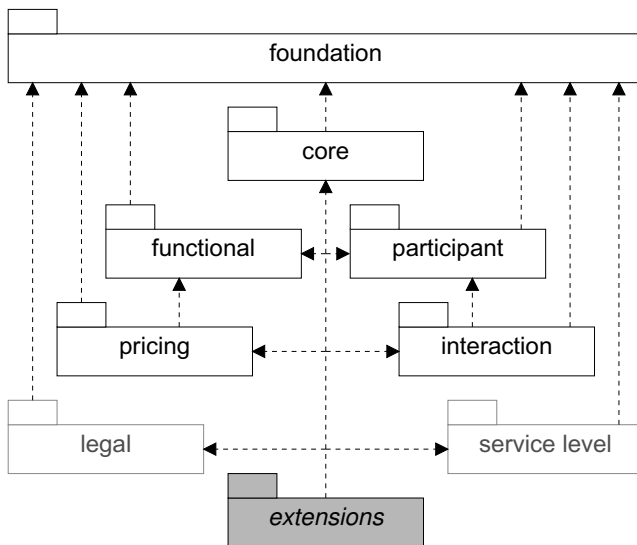 foundation
core
functional
participant
pricing
interaction
legal
service level
extensions